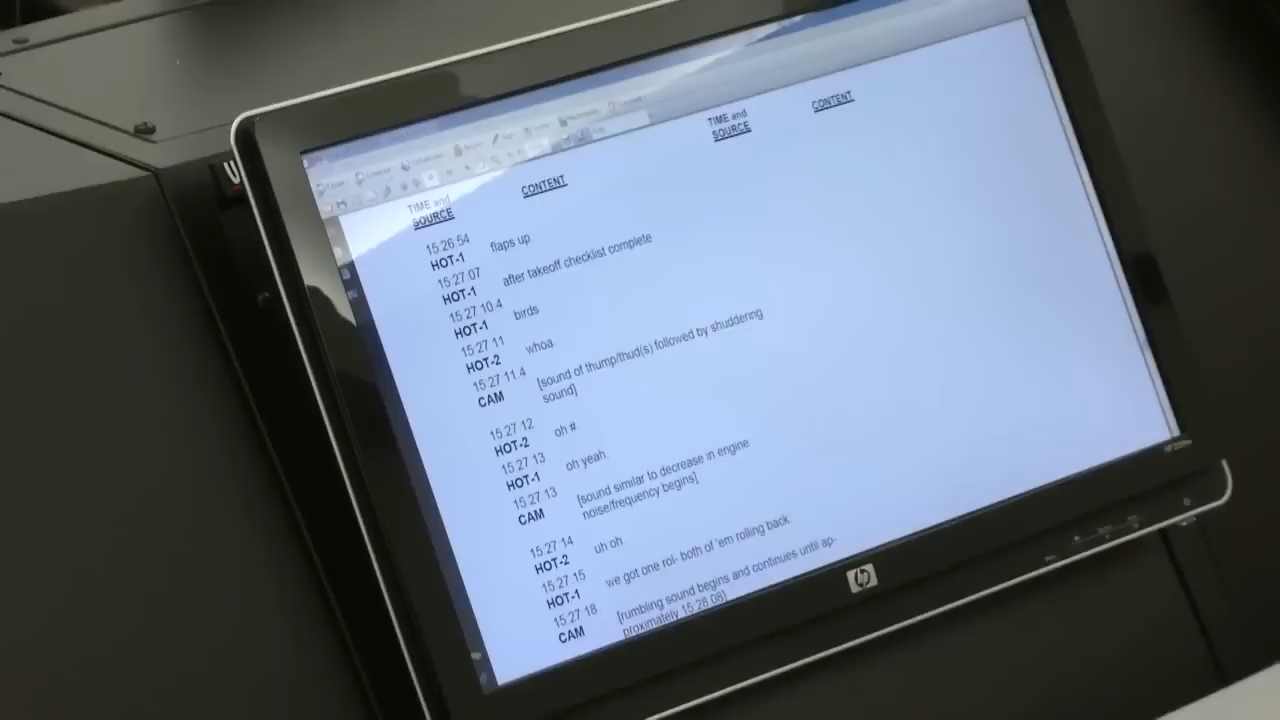 TIME and
SOURCE
CONTENT
TIME and
SOURCE
CONTENT
15:26:54
HOT-1
flaps up.
15:27:07
HOT-1
after takeoff checklist complete
15:27:10.4
HOT-1
birds
15:27:11
HOT-2
whoa.
15:27:11.4
CAM
[sound of thump/thud(s) followed by shuddering
sound]
15:27:12
HOT-2
oh #.
15:27:13
HOT-1
oh yeah.
15:27:13
CAM
[sound similar to decrease in engine
noise/frequency begins]
15:27:14
HOT-2
uh oh
15:27:15
HOT-1
we got one rol- both of 'em rolling back
15:27:18
CAM
[rumbling sound begins and continues until ap-
proximately 15:28:08]
hp